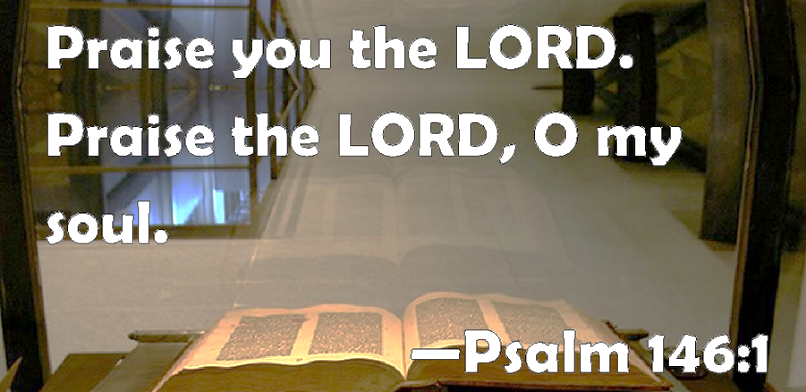 Praise you the LORD.
Praise the LORD, O my
soul.
—Psalm 146:1